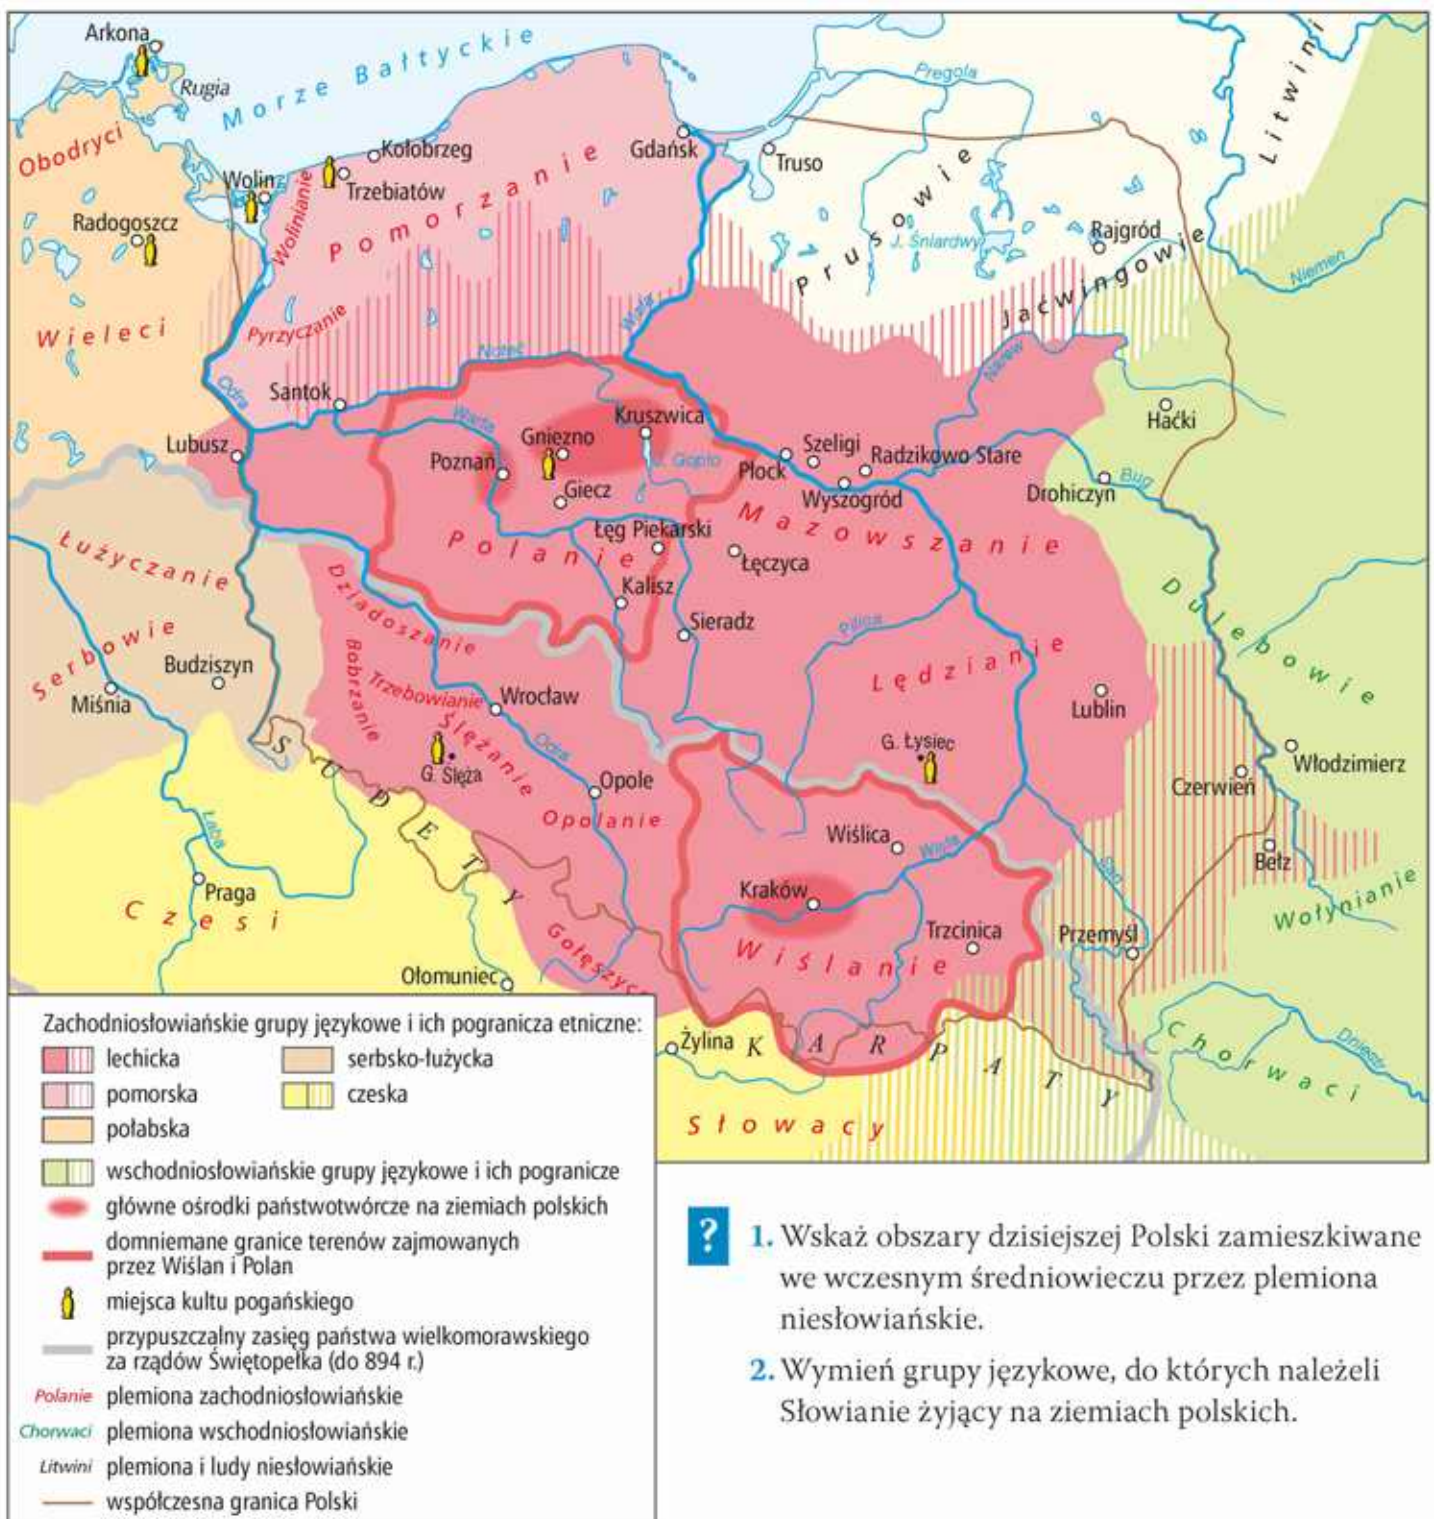 Arkona
Rugia
Morze Bałtyckie
Obodryci
Wolin
Wolinianie
Kołobrzeg
Trzebiatów
Pomorzanie
Gdańsk
Truso
Pregoła
Prusowie
Litwini
Radogoszcz
J. Śniardwy
Rajgród
Jaćwingowie
Niemen
Wieleci
Pyrzyczanie
Wisła
Noteć
Narew
Odra
Santok
Warta
Kruszwica
Gniezno
J. Gopło
Haćki
Lubusz
Poznań
Giecz
Płock
Szeligi
Radzikowo Stare
Wyszogród
Drohiczyn
Bug
Łużyczanie
Polanie
Łęg Piekarski
Mazowszanie
Łęczyca
Dziadoszanie
Kalisz
Sieradz
Pilica
Dulebowie
Serbowie
Budziszyn
Miśnia
Bobrzanie
Trzebowianie
Wrocław
Lędzianie
Lublin
Ślężanie
Odra
G. Ślęża
G. Łysiec
Włodzimierz
SUDETY
Opole
Opolanie
Czerwień
Łaba
Wiślica
Wisła
San
Bełz
Praga
Czesi
Kraków
Trzcinica
Przemyśl
Wołynianie
Wiślanie
Ołomuniec
Gołęszyce
Żylina
KARPATY
Chorwaci
Dniestr
Słowacy
Zachodniosłowiańskie grupy językowe i ich pogranicza etniczne:
lechicka
serbsko-łużycka
pomorska
czeska
połabska
wschodniosłowiańskie grupy językowe i ich pogranicze
główne ośrodki państwotwórcze na ziemiach polskich
domniemane granice terenów zajmowanych
przez Wiślan i Polan
miejsca kultu pogańskiego
przypuszczalny zasięg państwa wielkomorawskiego
za rządów Świętopełka (do 894 r.)
Polanie plemiona zachodniosłowiańskie
Chorwaci plemiona wschodniosłowiańskie
Litwini plemiona i ludy niesłowiańskie
współczesna granica Polski
?
1. Wskaż obszary dzisiejszej Polski zamieszkiwane
we wczesnym średniowieczu przez plemiona
niesłowiańskie.
2. Wymień grupy językowe, do których należeli
Słowianie żyjący na ziemiach polskich.